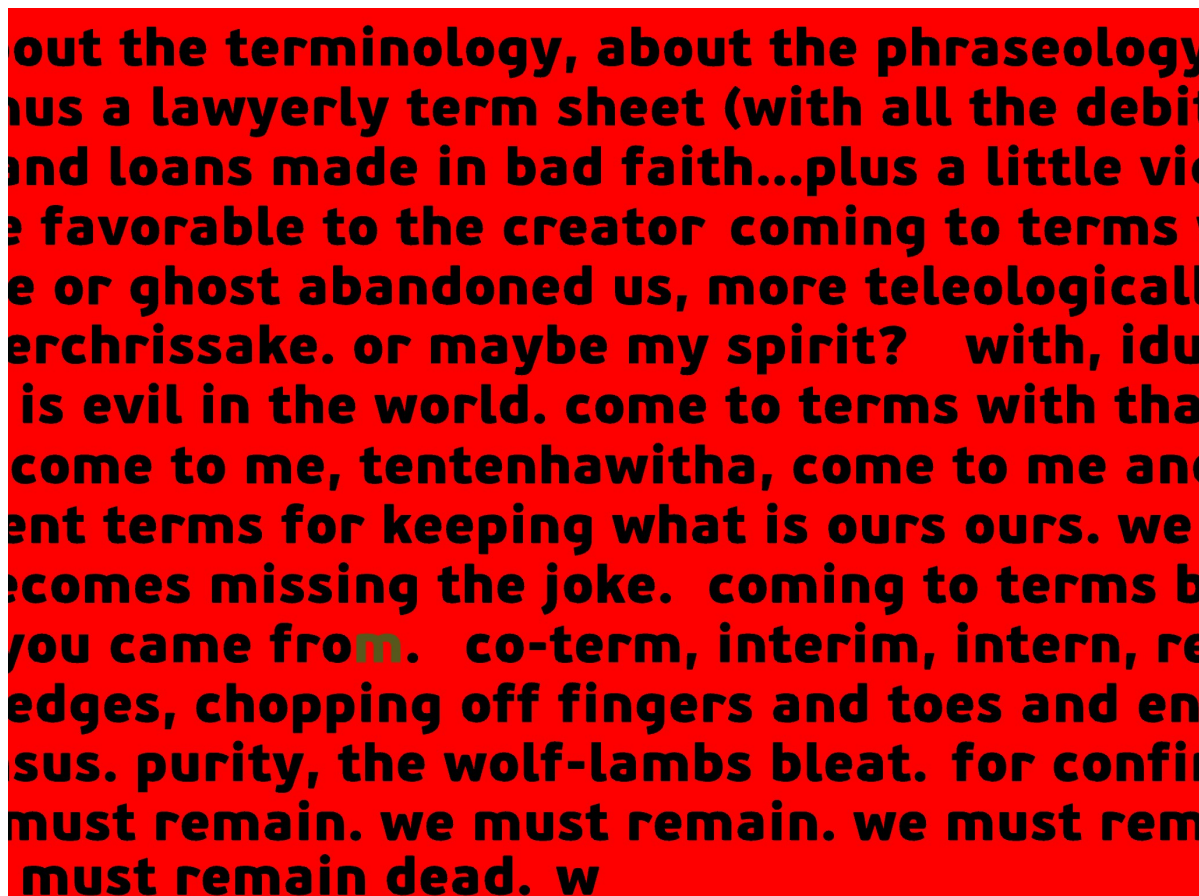 out the terminology, about the phraseology
us a lawyerly term sheet (with all the debi
and loans made in bad faith...plus a little vi
e favorable to the creator coming to terms
e or ghost abandoned us, more teleological
erchrissake. or maybe my spirit? with, idu
is evil in the world. come to terms with tha
come to me, tentenhawitha, come to me an
ent terms for keeping what is ours ours. we
ecomes missing the joke. coming to terms b
you came from. co-term, interim, intern, re
edges, chopping off fingers and toes and en
sus. purity, the wolf-lambs bleat. for confi
must remain. we must remain. we must rem
must remain dead. w